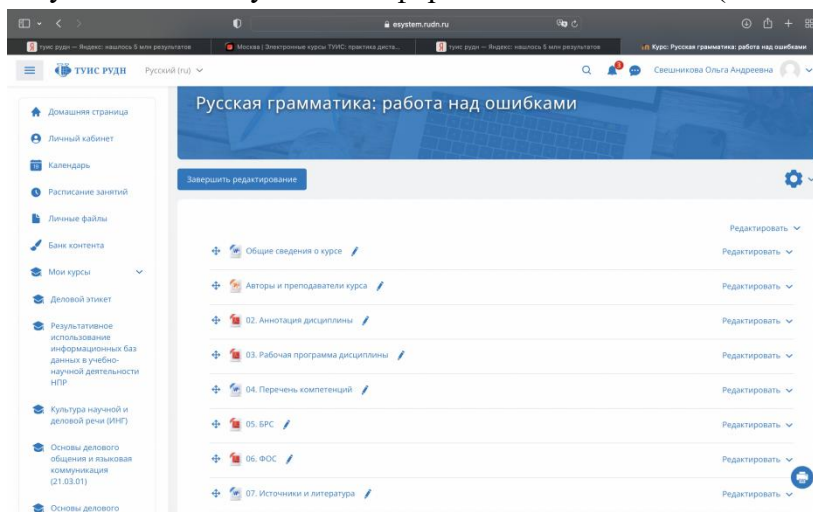 esystem.rudn.ru
туис рудн — Яндекс: нашлось 5 млн результатов
Москва | Электронные курсы ТУИС: практика диста...
туис рудн — Яндекс: нашлось 5 млн результатов
Курс: Русская грамматика: работа над ошибками
ТУИС РУДН
Русский (ru)
3
Свешникова Ольга Андреевна
Русская грамматика: работа над ошибками
Завершить редактирование
Домашняя страница
Личный кабинет
Календарь
Расписание занятий
Личные файлы
Банк контента
Мои курсы
Деловой этикет
Результативное
использование
информационных баз
данных в учебно-
научной деятельности
НПР
Культура научной и
деловой речи (ИНГ)
Основы делового
общения и языковая
коммуникация
(21.03.01)
Основы делового
Редактировать
Общие сведения о курсе
Редактировать
Авторы и преподаватели курса
Редактировать
02. Аннотация дисциплины
Редактировать
03. Рабочая программа дисциплины
Редактировать
04. Перечень компетенций
Редактировать
05. БРС
Редактировать
06. ФОС
Редактировать
07. Источники и литература
Редактировать